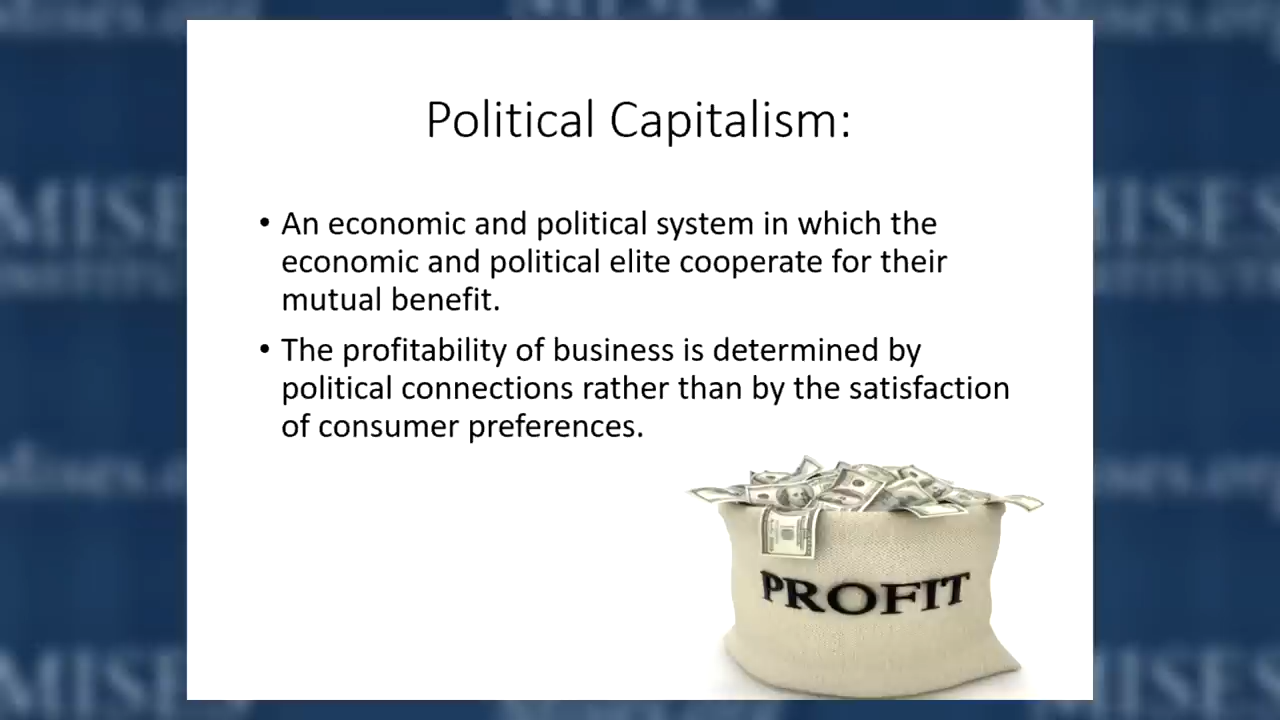 Political Capitalism:
• An economic and political system in which the
economic and political elite cooperate for their
mutual benefit.
• The profitability of business is determined by
political connections rather than by the satisfaction
of consumer preferences.
PROFIT